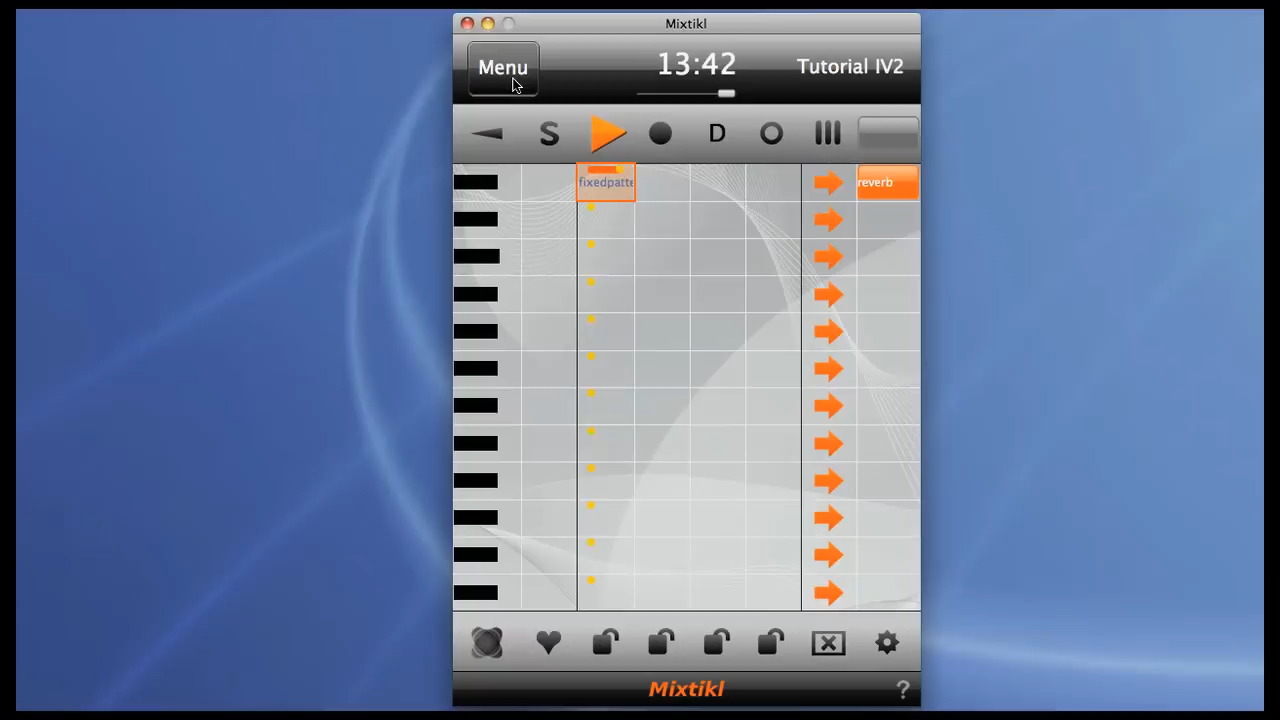 Mixtikl
Menu
13:42
Tutorial IV2
S
D
fixedpatte
reverb
Mixtikl
?